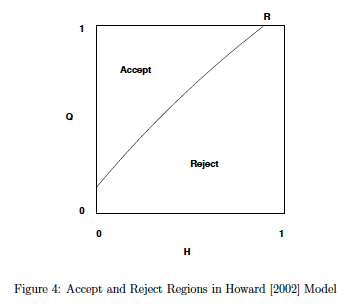 R
1
Accept
Q
Reject
0
0 1
H
Figure 4: Accept and Reject Regions in Howard [2002] Model